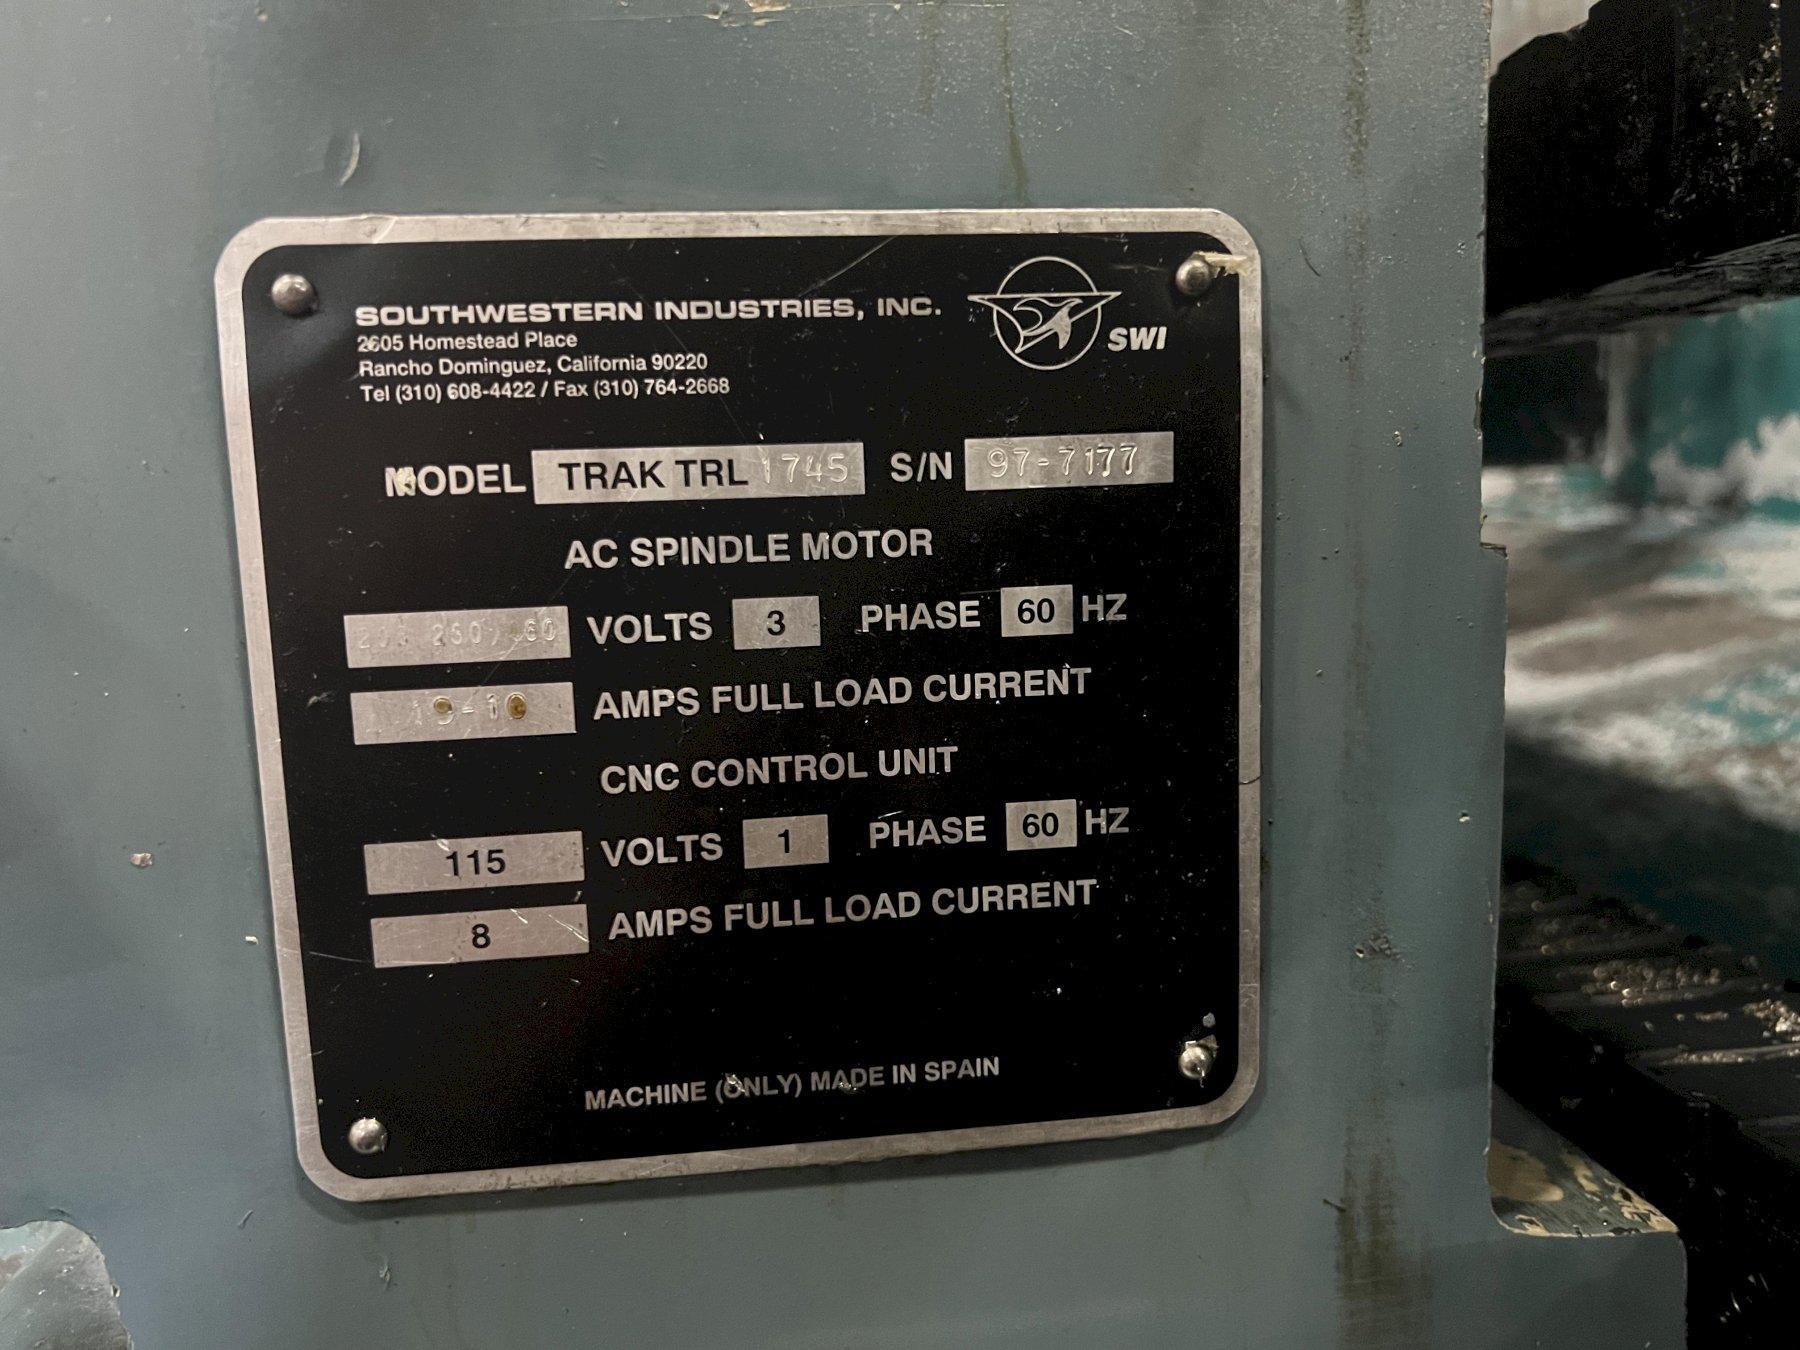 SOUTHWESTERN INDUSTRIES, INC.
2605 Homestead Place
Rancho Dominguez, California 90220
Tel (310) 608-4422 / Fax (310) 764-2668
SWI
MODEL TRAK TRL 1745 S/N 97-7177
AC SPINDLE MOTOR
VOLTS 3 PHASE 60 HZ
AMPS FULL LOAD CURRENT
CNC CONTROL UNIT
115 VOLTS 1 PHASE 60 HZ
8 AMPS FULL LOAD CURRENT
MACHINE (ONLY) MADE IN SPAIN